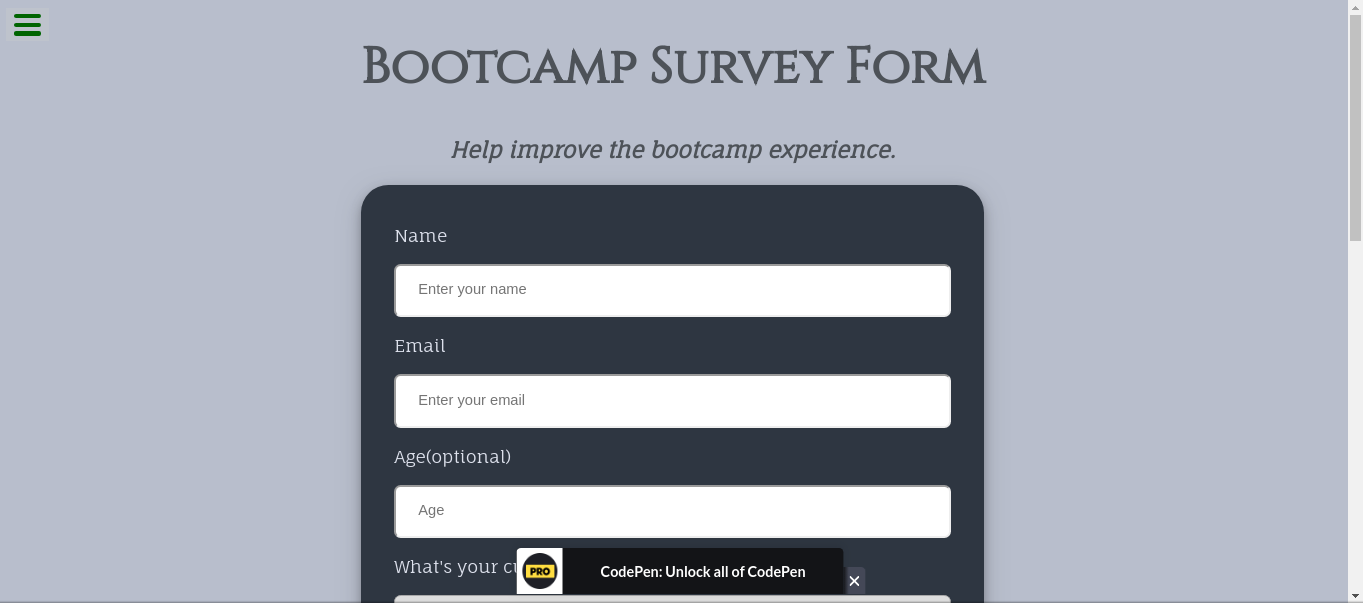 Bootcamp Survey Form
Help improve the bootcamp experience.
Name
Enter your name
Email
Enter your email
Age(optional)
Age
What's your
PRO
CodePen: Unlock all of CodePen
×